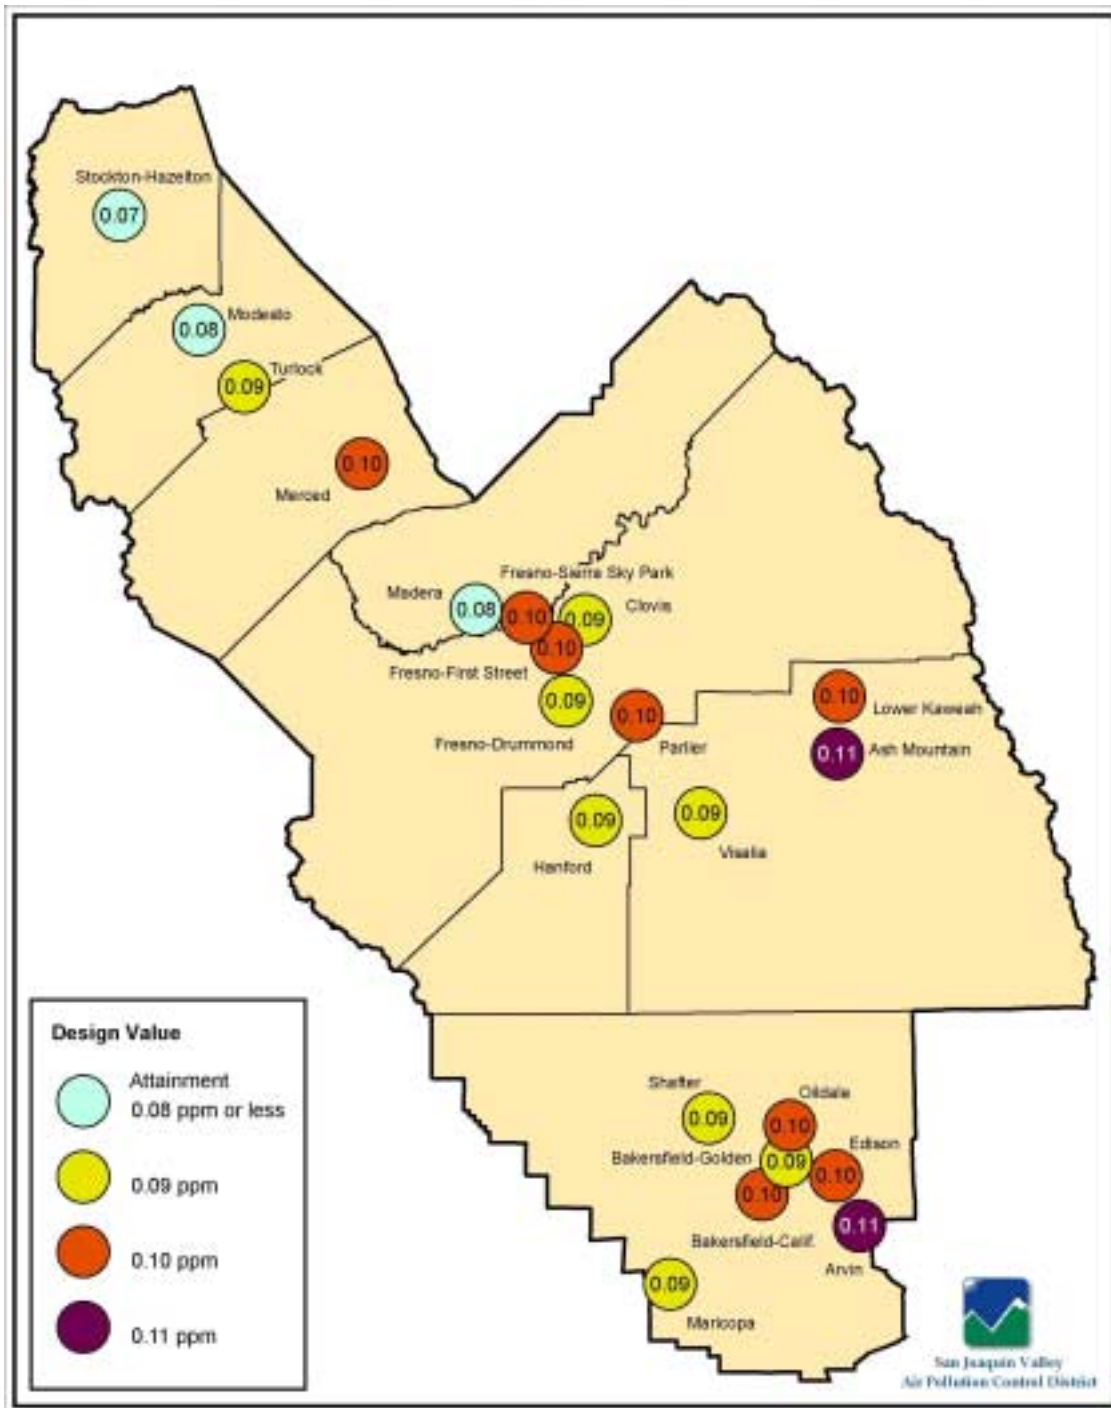 Stockton-Hazelton
0.07
Modesto
0.08
Turlock
0.09
0.10
Merced
Fresno-Sierra Sky Park
Madera
0.08
0.10
0.09
Clovis
0.10
Fresno-First Street
0.09
0.10
Fresno-Drummond
Parlier
0.10
Lower Kaweah
0.11
Ash Mountain
0.09
Hanford
0.09
Visalia
Design Value
Attainment
0.08 ppm or less
0.09 ppm
0.10 ppm
0.11 ppm
Shafter
0.09
Oildale
0.10
Bakersfield-Golden
0.09
Edison
0.10
0.10
Bakersfield-Calif.
0.11
Arvin
0.09
Maricopa
San Joaquin Valley
Air Pollution Control District